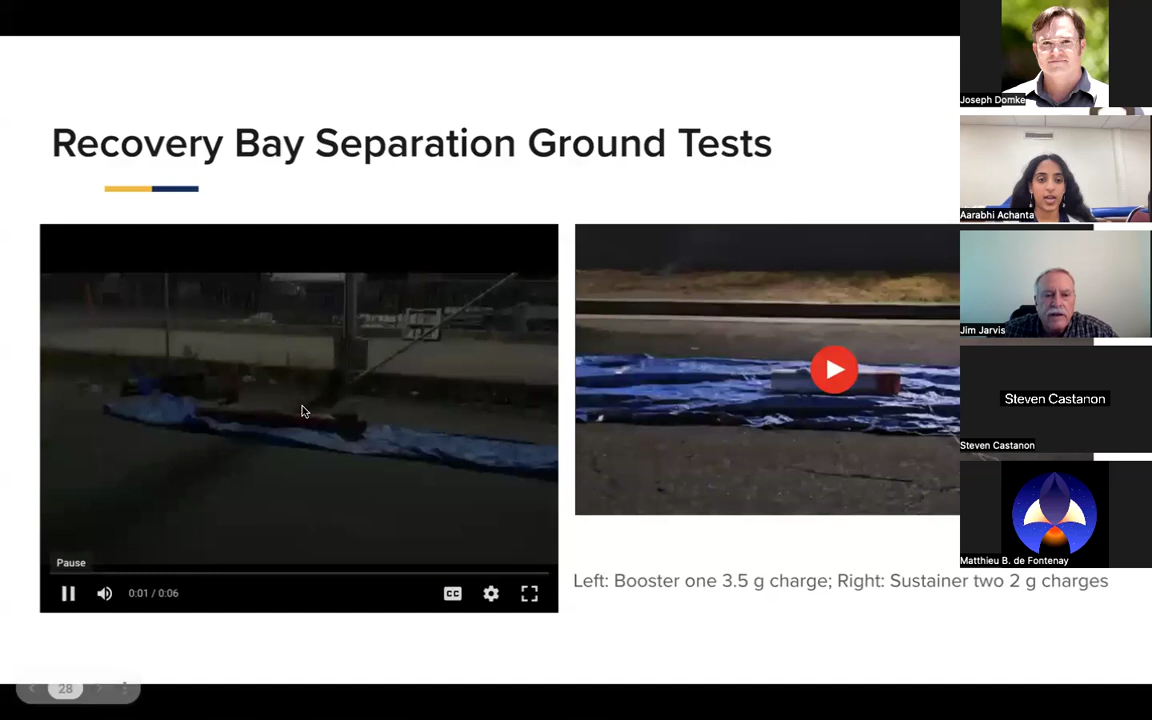 Recovery Bay Separation Ground Tests
Pause
0:01 / 0:06
CC
Left: Booster one 3.5 g charge; Right: Sustainer two 2 g charges
28
Joseph Domke
Aarabhi Achanta
Jim Jarvis
Steven Castanon
Steven Castanon
Matthieu B. de Fontenay